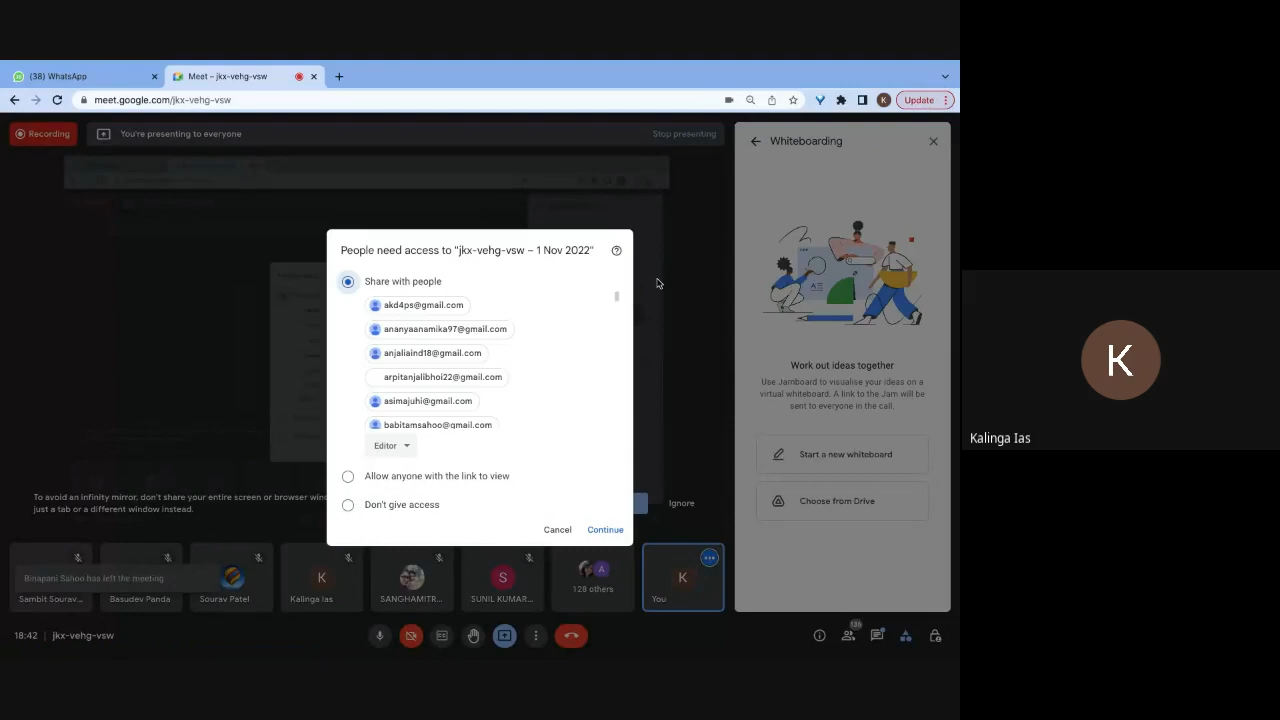 (38) WhatsApp
Meet – jkx-vehg-vsw
meet.google.com/jkx-vehg-vsw
K
Update
Recording
You're presenting to everyone
Stop presenting
Whiteboarding
People need access to "jkx-vehg-vsw – 1 Nov 2022"
Share with people
akd4ps@gmail.com
ananyaanamika97@gmail.com
anjaliaind18@gmail.com
arpitanjalibhoi22@gmail.com
asimajuhi@gmail.com
babitamsahoo@gmail.com
Editor
Allow anyone with the link to view
Don't give access
Cancel
Continue
Work out ideas together
Use Jamboard to visualise your ideas on a
virtual whiteboard. A link to the Jam will be
sent to everyone in the call.
Start a new whiteboard
Choose from Drive
To avoid an infinity mirror, don't share your entire screen or browser
just a tab or a different window instead.
Ignore
Binapani Sahoo has left the meeting
Sambit Sourav...
Basudev Panda
Sourav Patel
K
Kalinga Ias
SANGHAMITR...
S
SUNIL KUMAR...
A
128 others
K
You
18:42 | jkx-vehg-vsw
136
K
Kalinga Ias